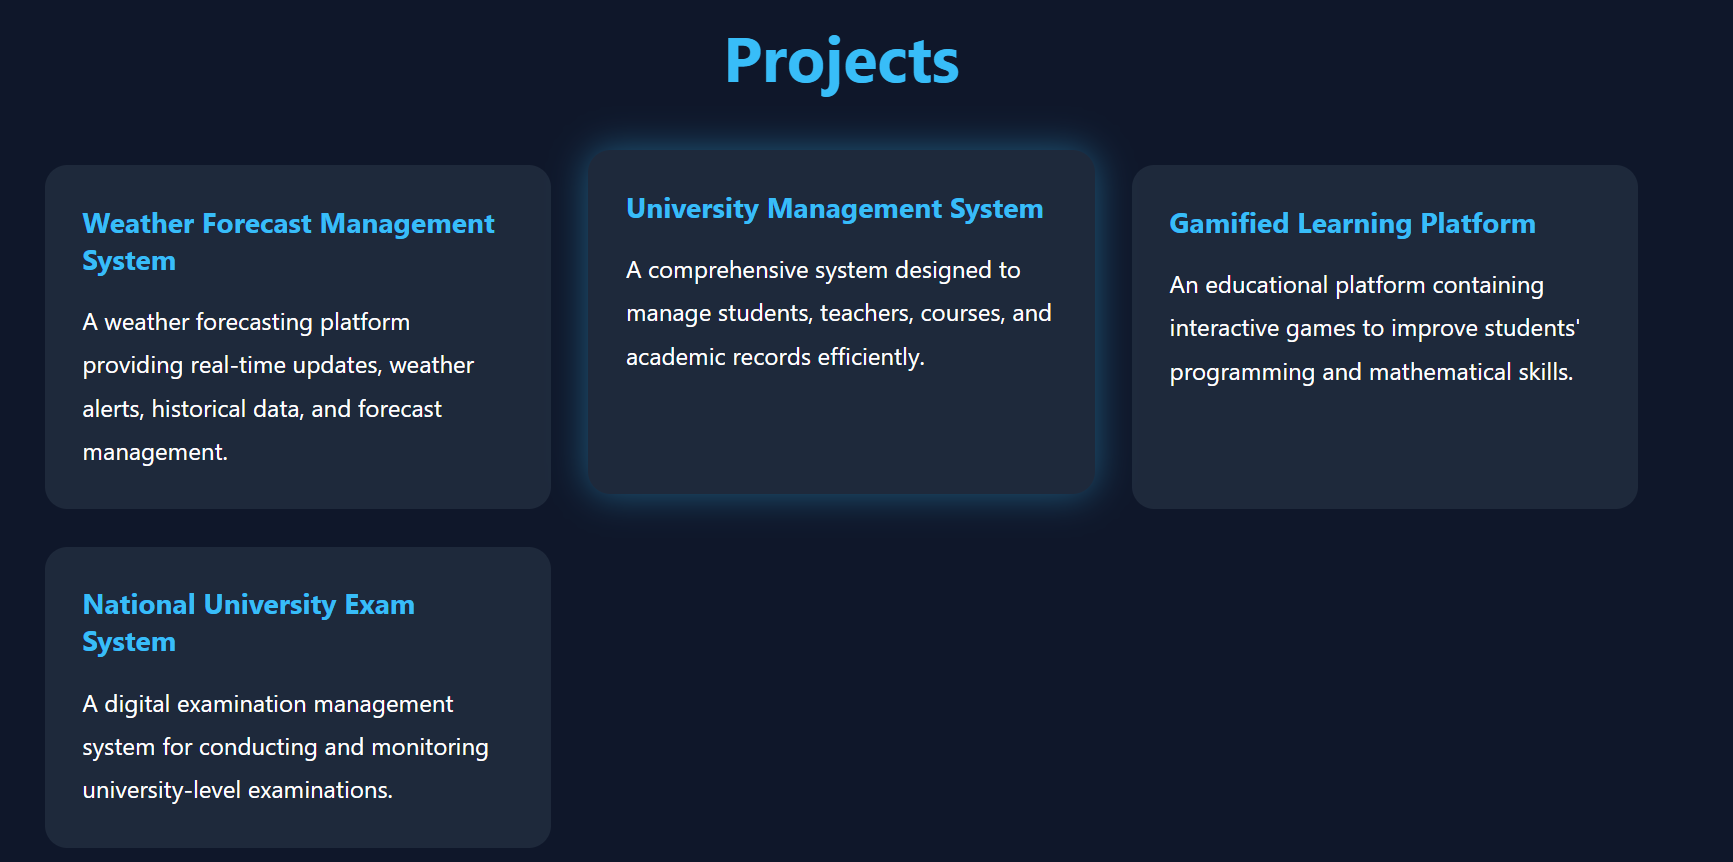 Projects
Weather Forecast Management
System
A weather forecasting platform
providing real-time updates, weather
alerts, historical data, and forecast
management.
University Management System
A comprehensive system designed to
manage students, teachers, courses, and
academic records efficiently.
Gamified Learning Platform
An educational platform containing
interactive games to improve students'
programming and mathematical skills.
National University Exam
System
A digital examination management
system for conducting and monitoring
university-level examinations.